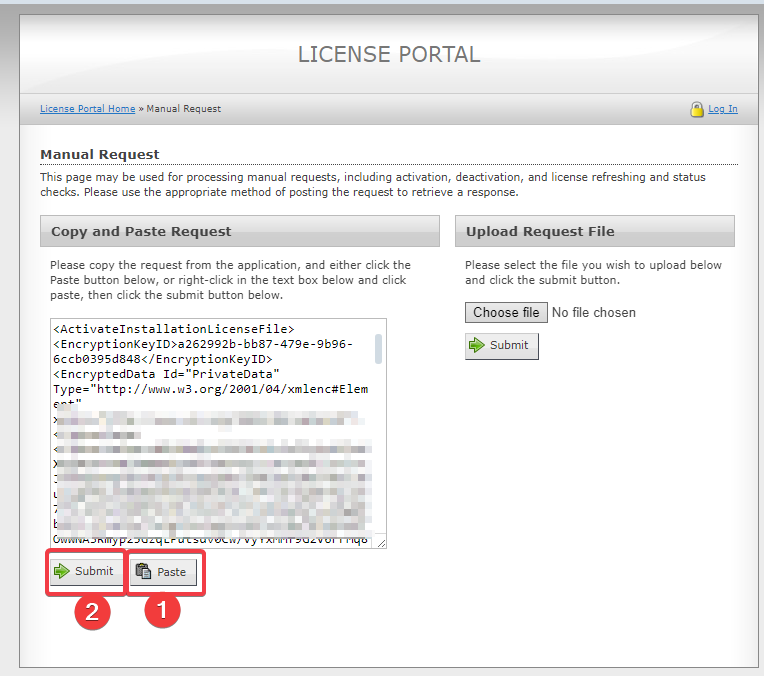 LICENSE PORTAL
License Portal Home » Manual Request
Log In
Manual Request
This page may be used for processing manual requests, including activation, deactivation, and license refreshing and status
checks. Please use the appropriate method of posting the request to retrieve a response.
Copy and Paste Request
Please copy the request from the application, and either click the
Paste button below, or right-click in the text box below and click
paste, then click the submit button below.
<ActivateInstallationLicenseFile>
<EncryptionKeyID>a262992b-bb87-479e-9b96-
6ccb0395d848</EncryptionKeyID>
<EncryptedData Id="PrivateData"
Type="http://www.w3.org/2001/04/xmlenc#Elem
ent"
Submit
Paste
2
1
Upload Request File
Please select the file you wish to upload below
and click the submit button.
Choose file No file chosen
Submit